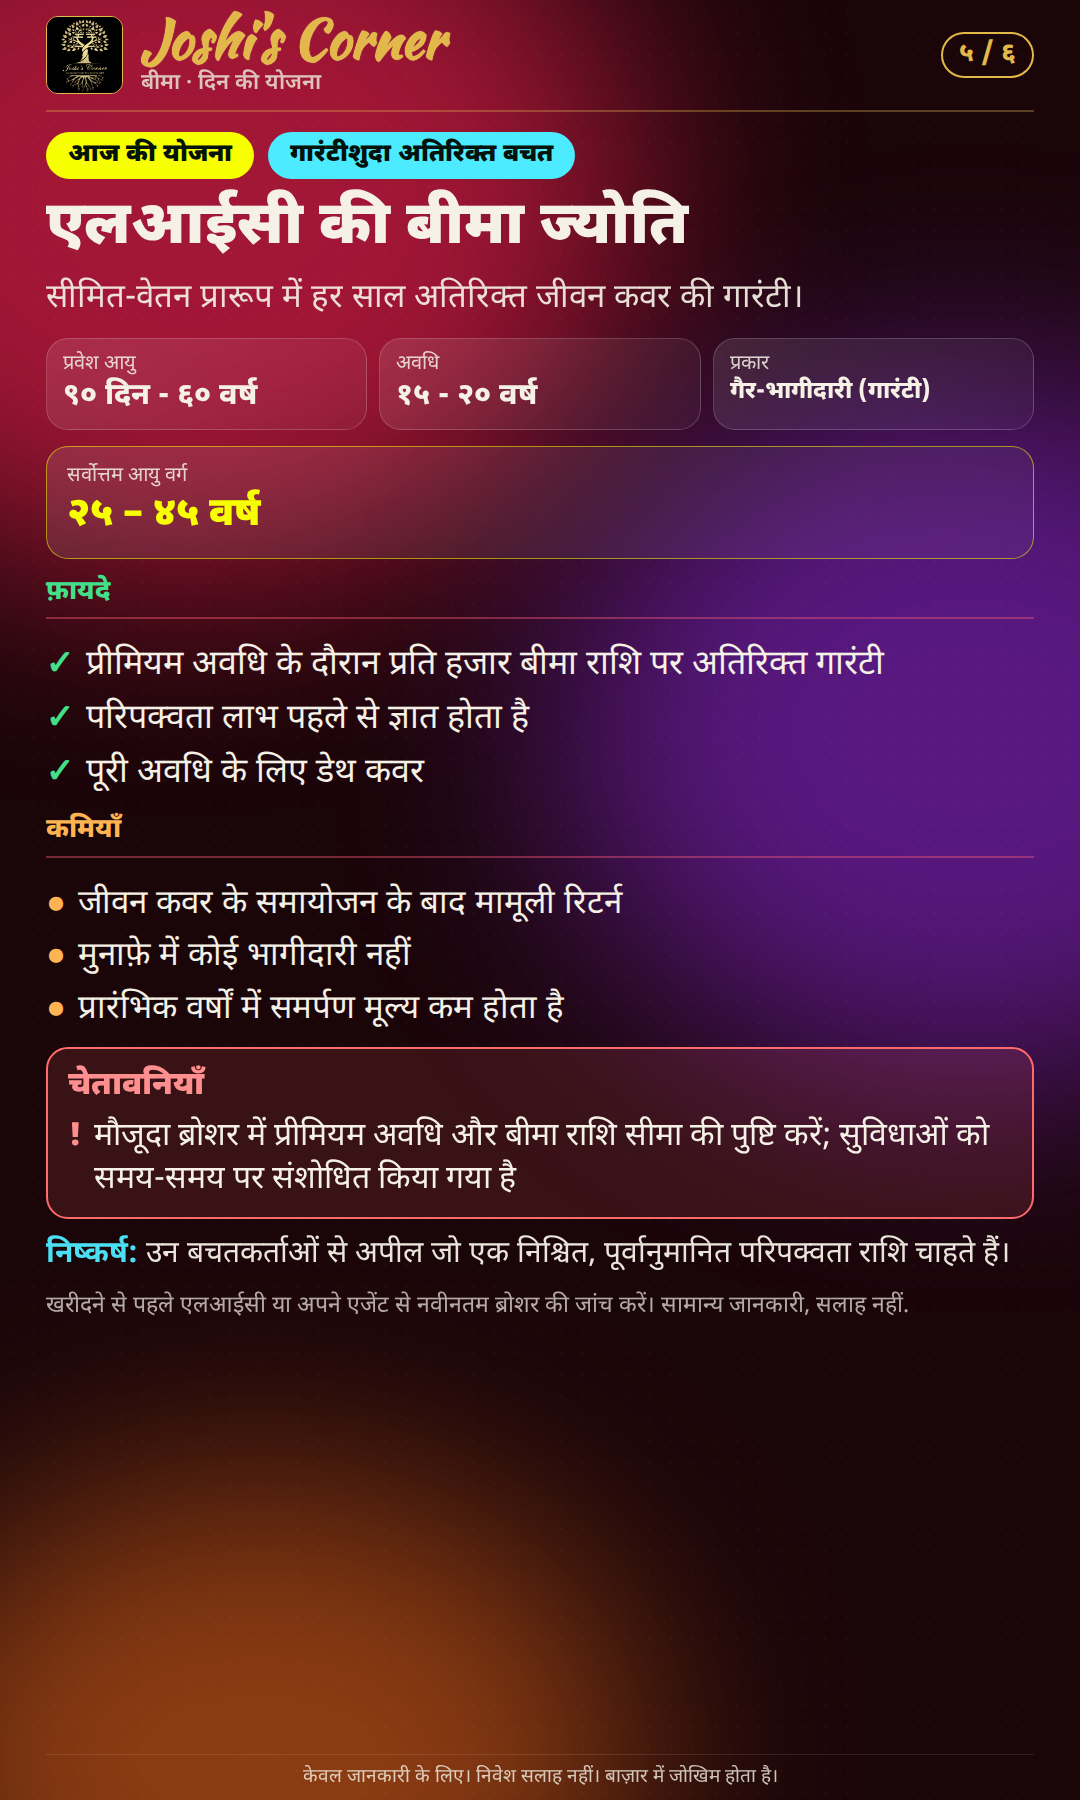 Joshi's Corner
बीमा · दिन की योजना
५ / ६
आज की योजना
गारंटीशुदा अतिरिक्त बचत
एलआईसी की बीमा ज्योति
सीमित-वेतन प्रारूप में हर साल अतिरिक्त जीवन कवर की गारंटी।
प्रवेश आयु
९० दिन - ६० वर्ष
अवधि
१५ - २० वर्ष
प्रकार
गैर-भागीदारी (गारंटी)
सर्वोत्तम आयु वर्ग
२५ – ४५ वर्ष
फ़ायदे
✓ प्रीमियम अवधि के दौरान प्रति हजार बीमा राशि पर अतिरिक्त गारंटी
✓ परिपक्वता लाभ पहले से ज्ञात होता है
✓ पूरी अवधि के लिए डेथ कवर
कमियाँ
● जीवन कवर के समायोजन के बाद मामूली रिटर्न
● मुनाफ़े में कोई भागीदारी नहीं
● प्रारंभिक वर्षों में समर्पण मूल्य कम होता है
चेतावनियाँ
! मौजूदा ब्रोशर में प्रीमियम अवधि और बीमा राशि सीमा की पुष्टि करें; सुविधाओं को
समय-समय पर संशोधित किया गया है
निष्कर्ष: उन बचतकर्ताओं से अपील जो एक निश्चित, पूर्वानुमानित परिपक्वता राशि चाहते हैं।
खरीदने से पहले एलआईसी या अपने एजेंट से नवीनतम ब्रोशर की जांच करें। सामान्य जानकारी, सलाह नहीं.
केवल जानकारी के लिए। निवेश सलाह नहीं। बाज़ार में जोखिम होता है।